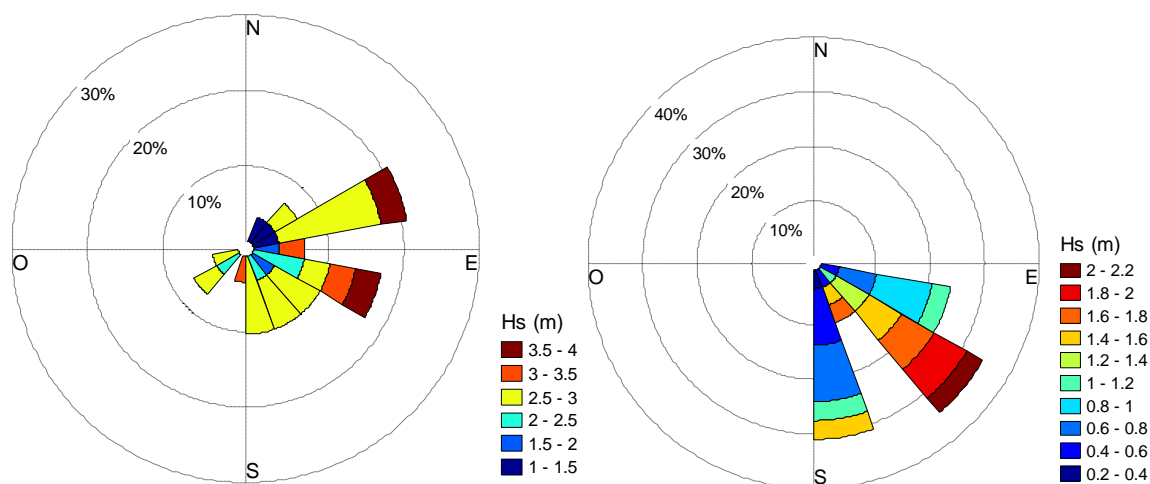 N
30%
20%
10%
O
E
S
Hs (m)
3.5 - 4
3 - 3.5
2.5 - 3
2 - 2.5
1.5 - 2
1 - 1.5
N
40%
30%
20%
10%
O
E
S
Hs (m)
2 - 2.2
1.8 - 2
1.6 - 1.8
1.4 - 1.6
1.2 - 1.4
1 - 1.2
0.8 - 1
0.6 - 0.8
0.4 - 0.6
0.2 - 0.4